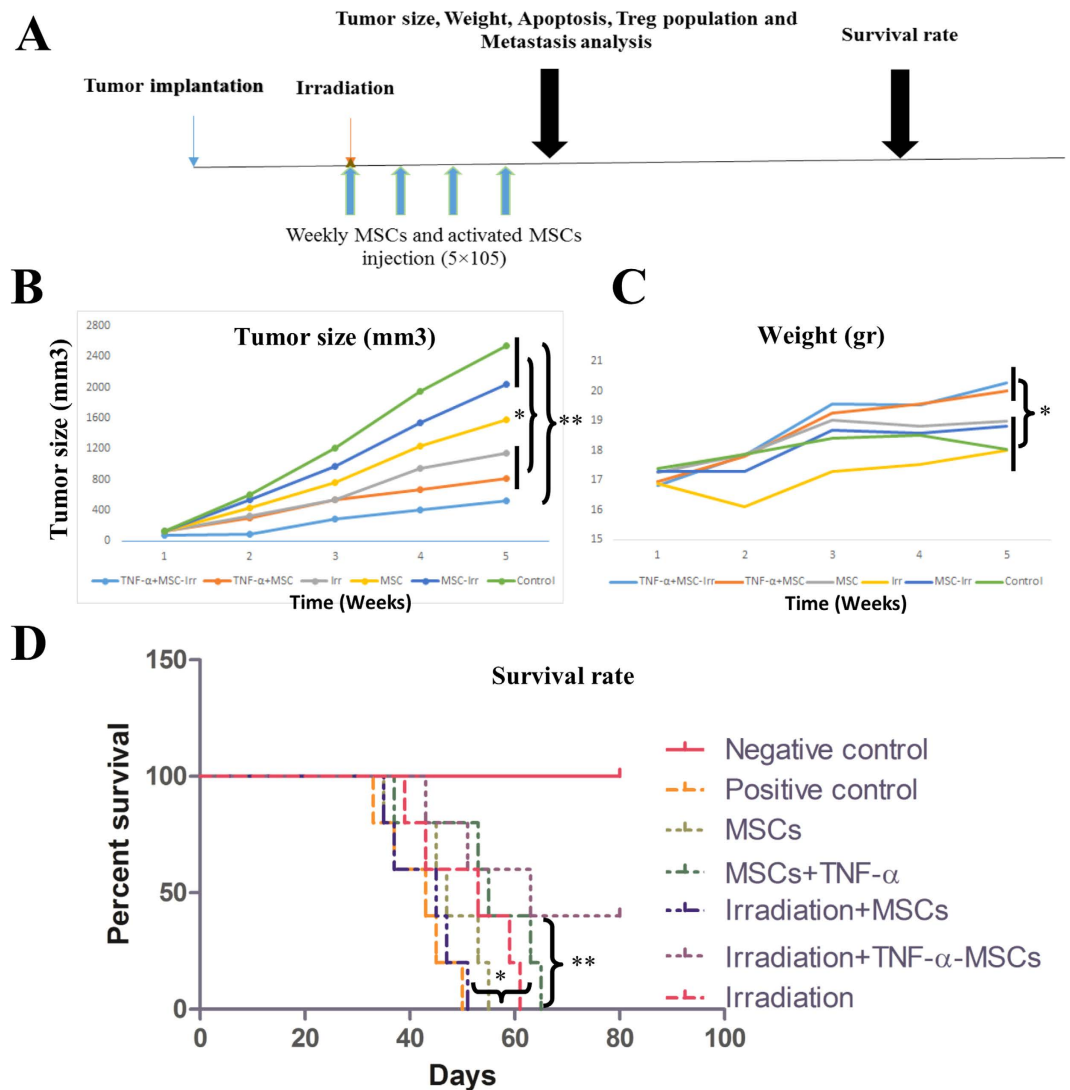 A
Tumor size, Weight, Apoptosis, Treg population and
Metastasis analysis
Survival rate
Tumor implantation
Irradiation
Weekly MSCs and activated MSCs
injection (5×105)
B
Tumor size (mm3)
Tumor size (mm3)
2800
2400
2000
1600
1200
800
400
0
1 2 3 4 5
* **
TNF-α+MSC-Irr TNF-α+MSC Irr MSC MSC-Irr Control
Time (Weeks)
C
Weight (gr)
21
20
19
18
17
16
15
1 2 3 4 5
*
TNF-α+MSC-Irr TNF-α+MSC MSC Irr MSC-Irr Control
Time (Weeks)
D
Survival rate
Percent survival
150
100
50
0
0 20 40 60 80 100
Days
*
**
Negative control
Positive control
MSCs
MSCs+TNF-α
Irradiation+MSCs
Irradiation+TNF-α-MSCs
Irradiation